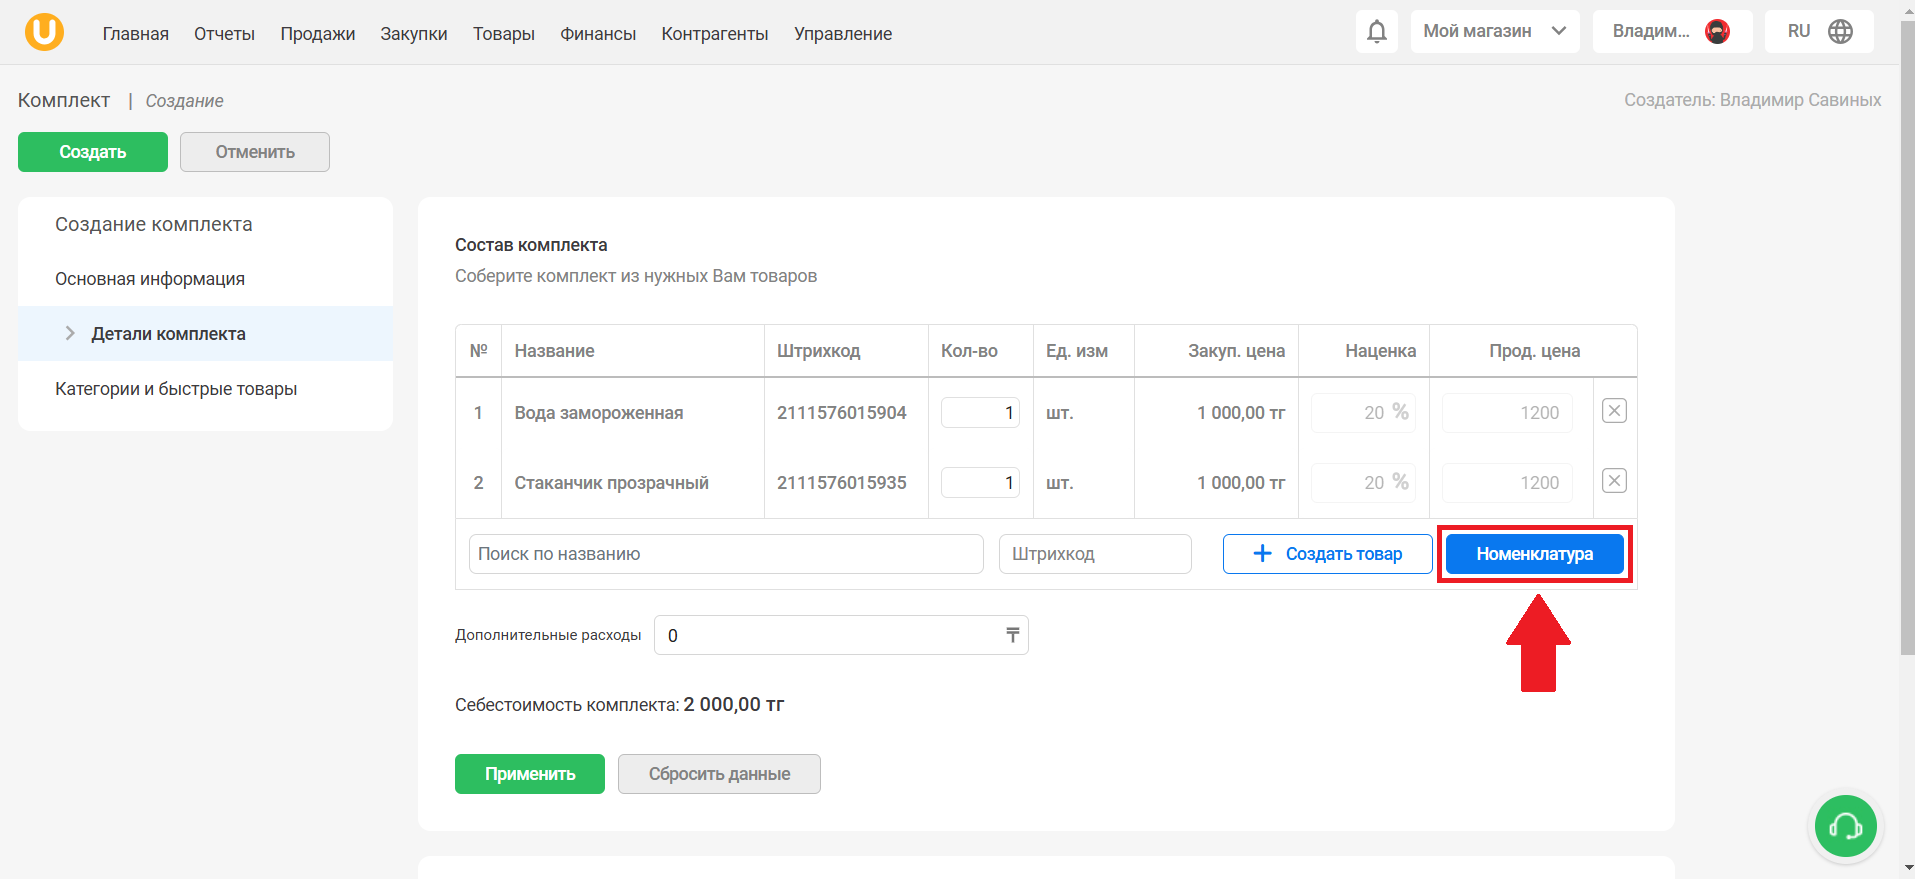 Главная Отчеты Продажи Закупки Товары Финансы Контрагенты Управление Мой магазин Владим... RU
Комплект | Создание Создатель: Владимир Савиных
Создать Отменить
Создание комплекта
Основная информация
Детали комплекта
Категории и быстрые товары
Состав комплекта
Соберите комплект из нужных Вам товаров
№ Название Штрихкод Кол-во Ед. изм Закуп. цена Наценка Прод. цена
1 Вода замороженная 2111576015904 1 шт. 1 000,00 тг 20 % 1200
2 Стаканчик прозрачный 2111576015935 1 шт. 1 000,00 тг 20 % 1200
Поиск по названию Штрихкод + Создать товар Номенклатура
Дополнительные расходы 0 ₸
Себестоимость комплекта: 2 000,00 тг
Применить Сбросить данные